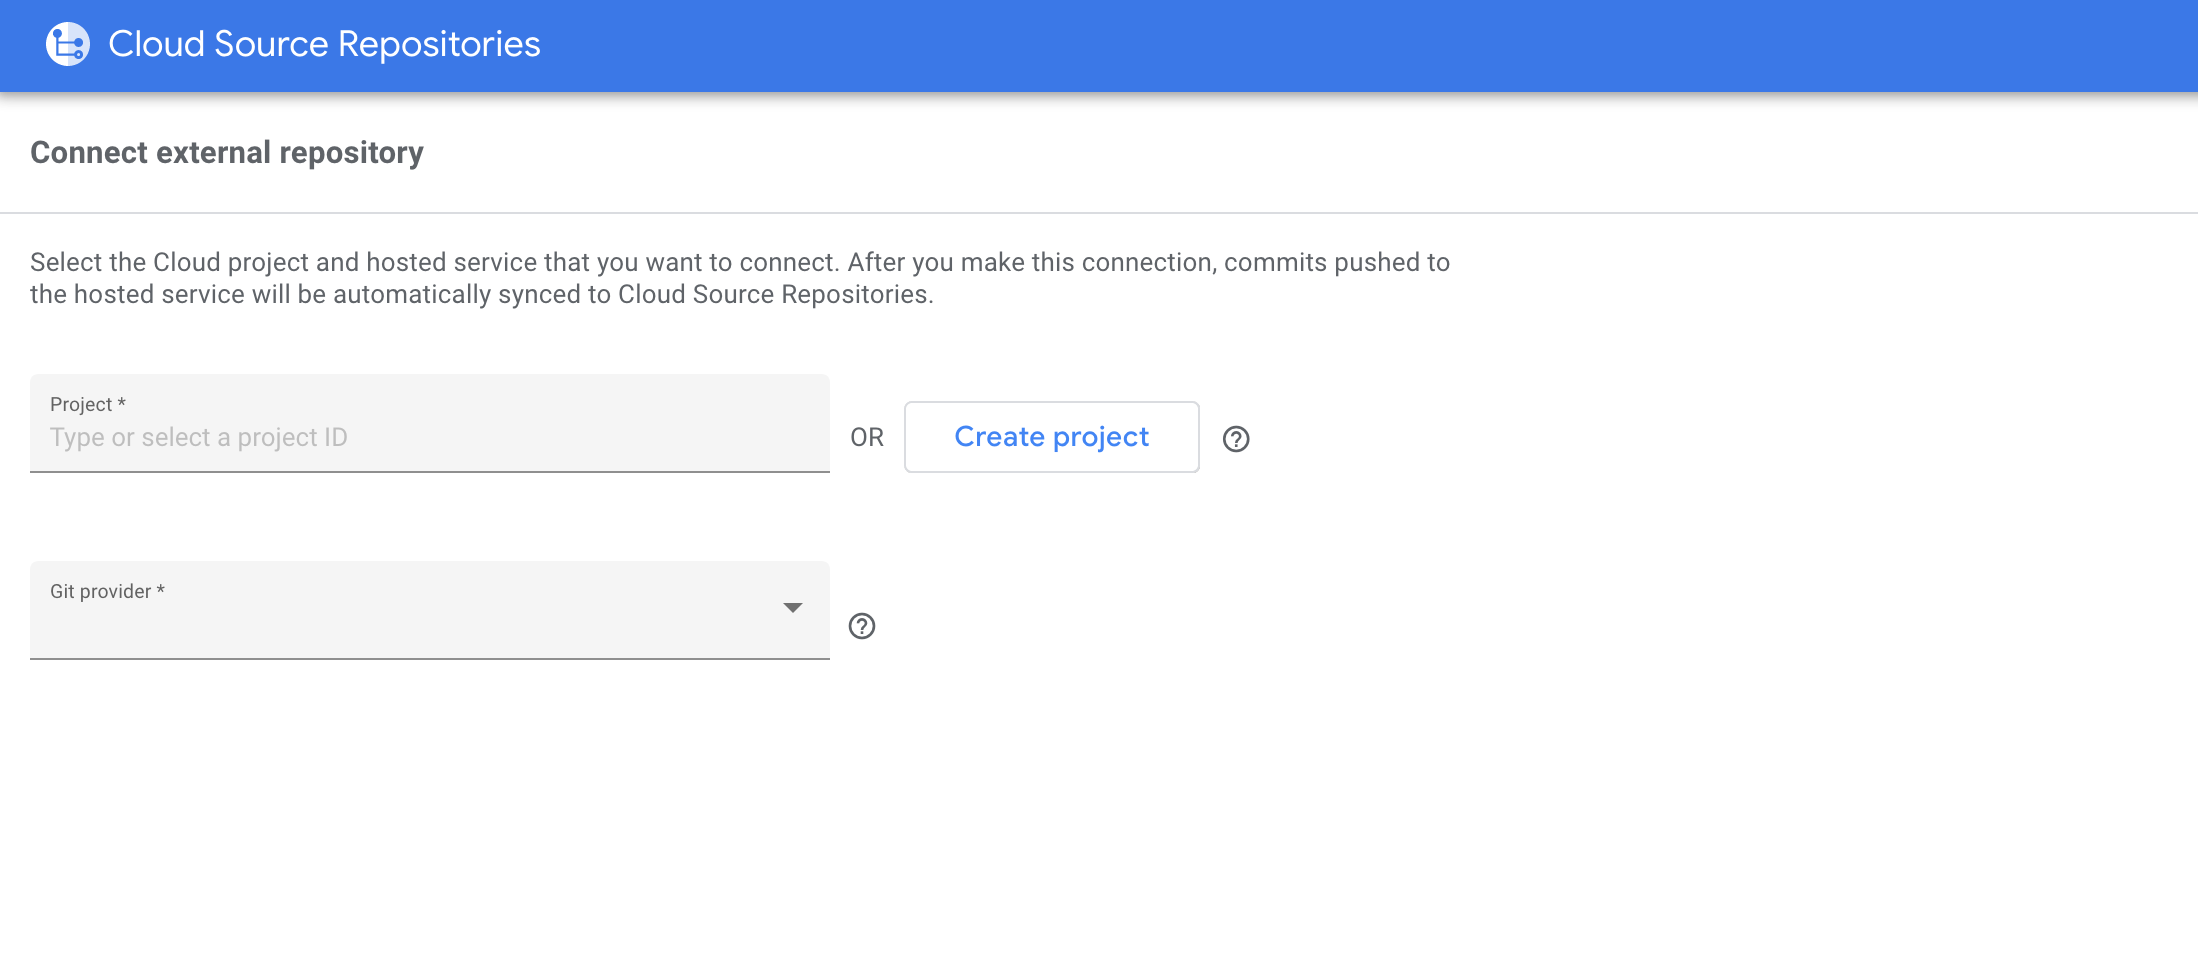 Cloud Source Repositories
Connect external repository
Select the Cloud project and hosted service that you want to connect. After you make this connection, commits pushed to
the hosted service will be automatically synced to Cloud Source Repositories.
Project *
Type or select a project ID
OR
Create project
Git provider *